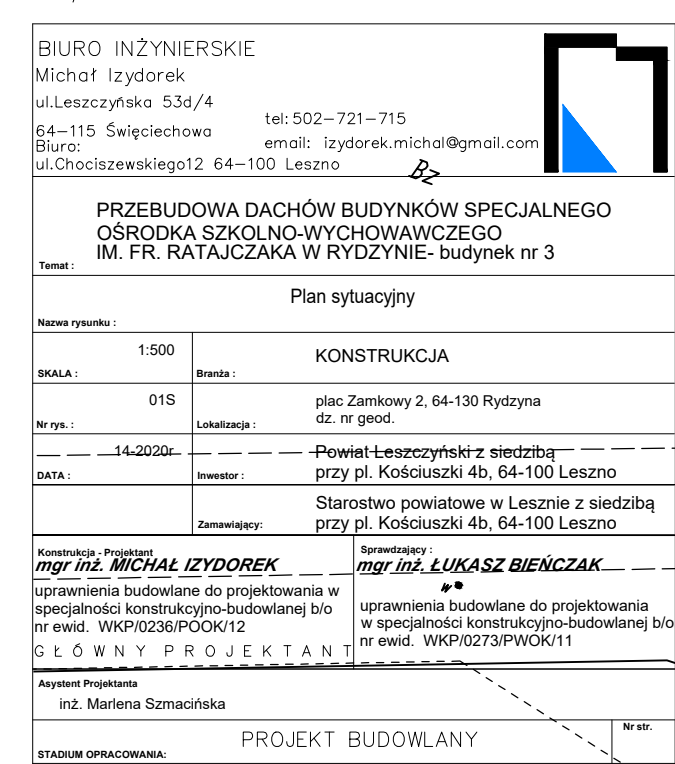 BIURO INŻYNIERSKIE
Michał Izydorek
ul.Leszczyńska 53d/4
tel: 502-721-715
64-115 Święciechowa
Biuro:
email: izydorek.michal@gmail.com
ul.Chociszewskiego12 64-100 Leszno
Bz
PRZEBUDOWA DACHÓW BUDYNKÓW SPECJALNEGO
OŚRODKA SZKOLNO-WYCHOWAWCZEGO
IM. FR. RATAJCZAKA W RYDZYNIE- budynek nr 3
Temat :
Plan sytuacyjny
Nazwa rysunku :
1:500
SKALA :
KONSTRUKCJA
Branża :
01S
Nr rys. :
plac Zamkowy 2, 64-130 Rydzyna
dz. nr geod.
Lokalizacja :
14-2020r
DATA :
Powiat Leszczyński z siedzibą
przy pl. Kościuszki 4b, 64-100 Leszno
Inwestor :
Starostwo powiatowe w Lesznie z siedzibą
przy pl. Kościuszki 4b, 64-100 Leszno
Zamawiający:
Konstrukcja - Projektant
mgr inż. MICHAŁ IZYDOREK
uprawnienia budowlane do projektowania w
specjalności konstrukcyjno-budowlanej b/o
nr ewid. WKP/0236/POOK/12
GŁÓWNY PROJEKTANT
Sprawdzający :
mgr inż. ŁUKASZ BIEŃCZAK
w
uprawnienia budowlane do projektowania
w specjalności konstrukcyjno-budowlanej b/o
nr ewid. WKP/0273/PWOK/11
Asystent Projektanta
inż. Marlena Szmacińska
PROJEKT BUDOWLANY
STADIUM OPRACOWANIA:
Nr str.